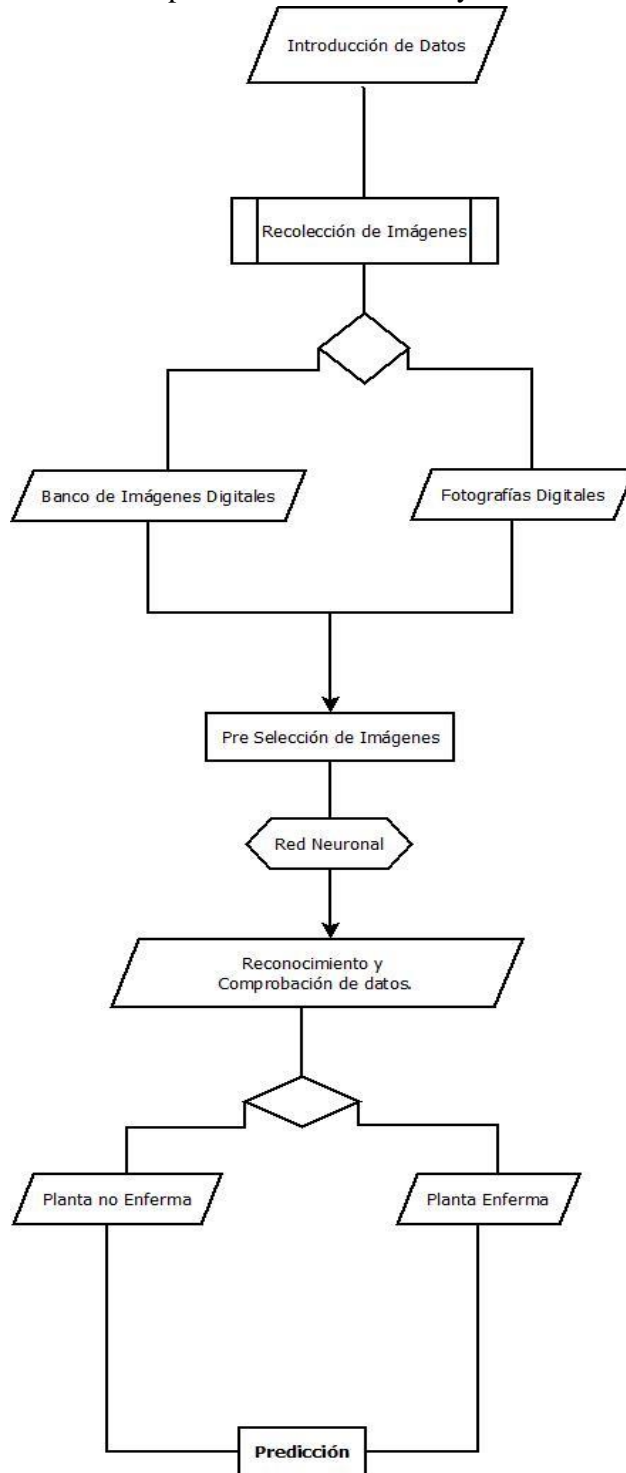 Introducción de Datos
Recolección de Imágenes
Banco de Imágenes Digitales
Fotografías Digitales
Pre Selección de Imágenes
Red Neuronal
Reconocimiento y
Comprobación de datos.
Planta no Enferma
Planta Enferma
Predicción